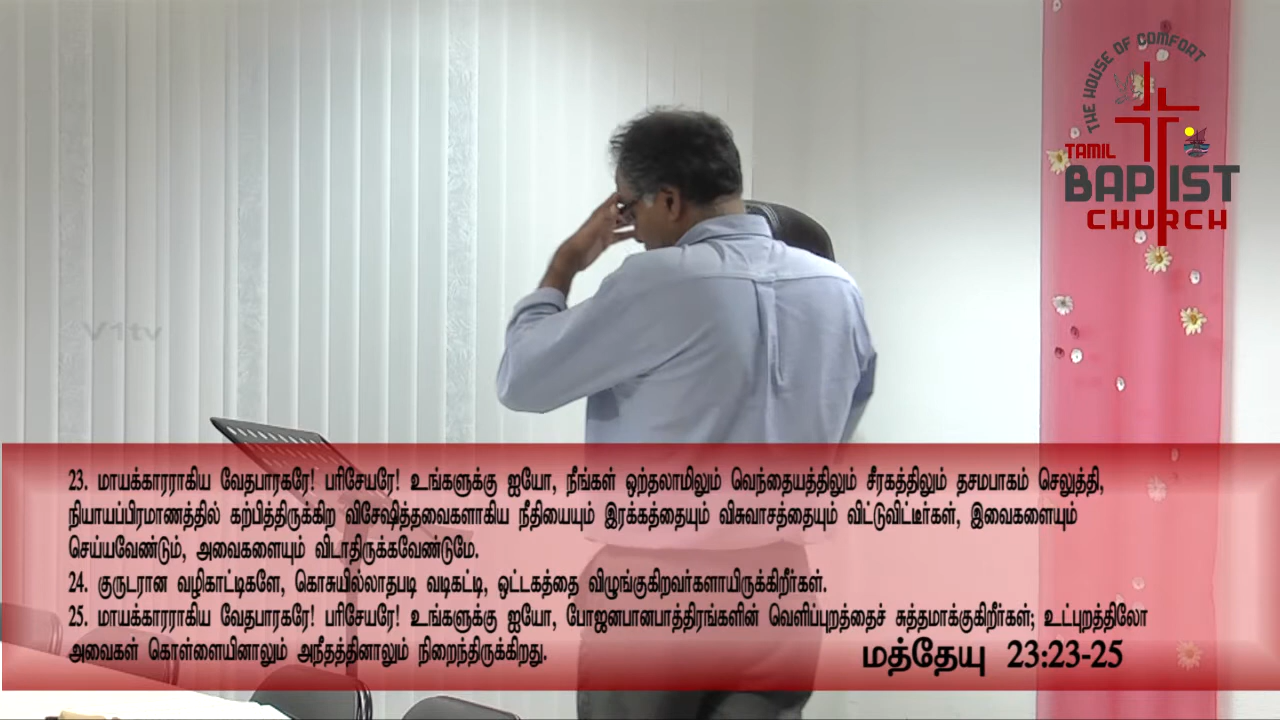 THE HOUSE OF COMFORT
TAMIL
BAPTIST
CHURCH
V1tv
23. மாயக்காரராகிய வேதபாரகரே! பரிசேயரே! உங்களுக்கு ஐயோ, நீங்கள் ஒற்தலாமிலும் வெந்தையத்திலும் சீரகத்திலும் தசமபாகம் செலுத்தி,
நியாயப்பிரமாணத்தில் கற்பித்திருக்கிற விசேஷித்தவைகளாகிய நீதியையும் இரக்கத்தையும் விசுவாசத்தையும் விட்டுவிட்டீர்கள், இவைகளையும்
செய்யவேண்டும், அவைகளையும் விடாதிருக்கவேண்டுமே.
24. குருடரான வழிகாட்டிகளே, கொசுயில்லாதபடி வடிகட்டி, ஒட்டகத்தை விழுங்குகிறவர்களாயிருக்கிறீர்கள்.
25. மாயக்காரராகிய வேதபாரகரே! பரிசேயரே! உங்களுக்கு ஐயோ, போஜனபானபாத்திரங்களின் வெளிப்புறத்தைச் சுத்தமாக்குகிறீர்கள்; உட்புறத்திலோ
அவைகள் கொள்ளையினாலும் அநீதத்தினாலும் நிறைந்திருக்கிறது.
மத்தேயு 23:23-25